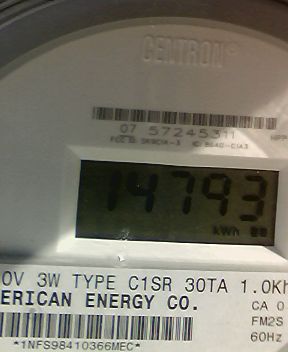 CENTRON®
07 57245311
14793
kWh
0V 3W TYPE C1SR 30TA 1.0Kh
ERICAN ENERGY CO.
CA 0
FM2S
60Hz
*1NFS98410366MEC*